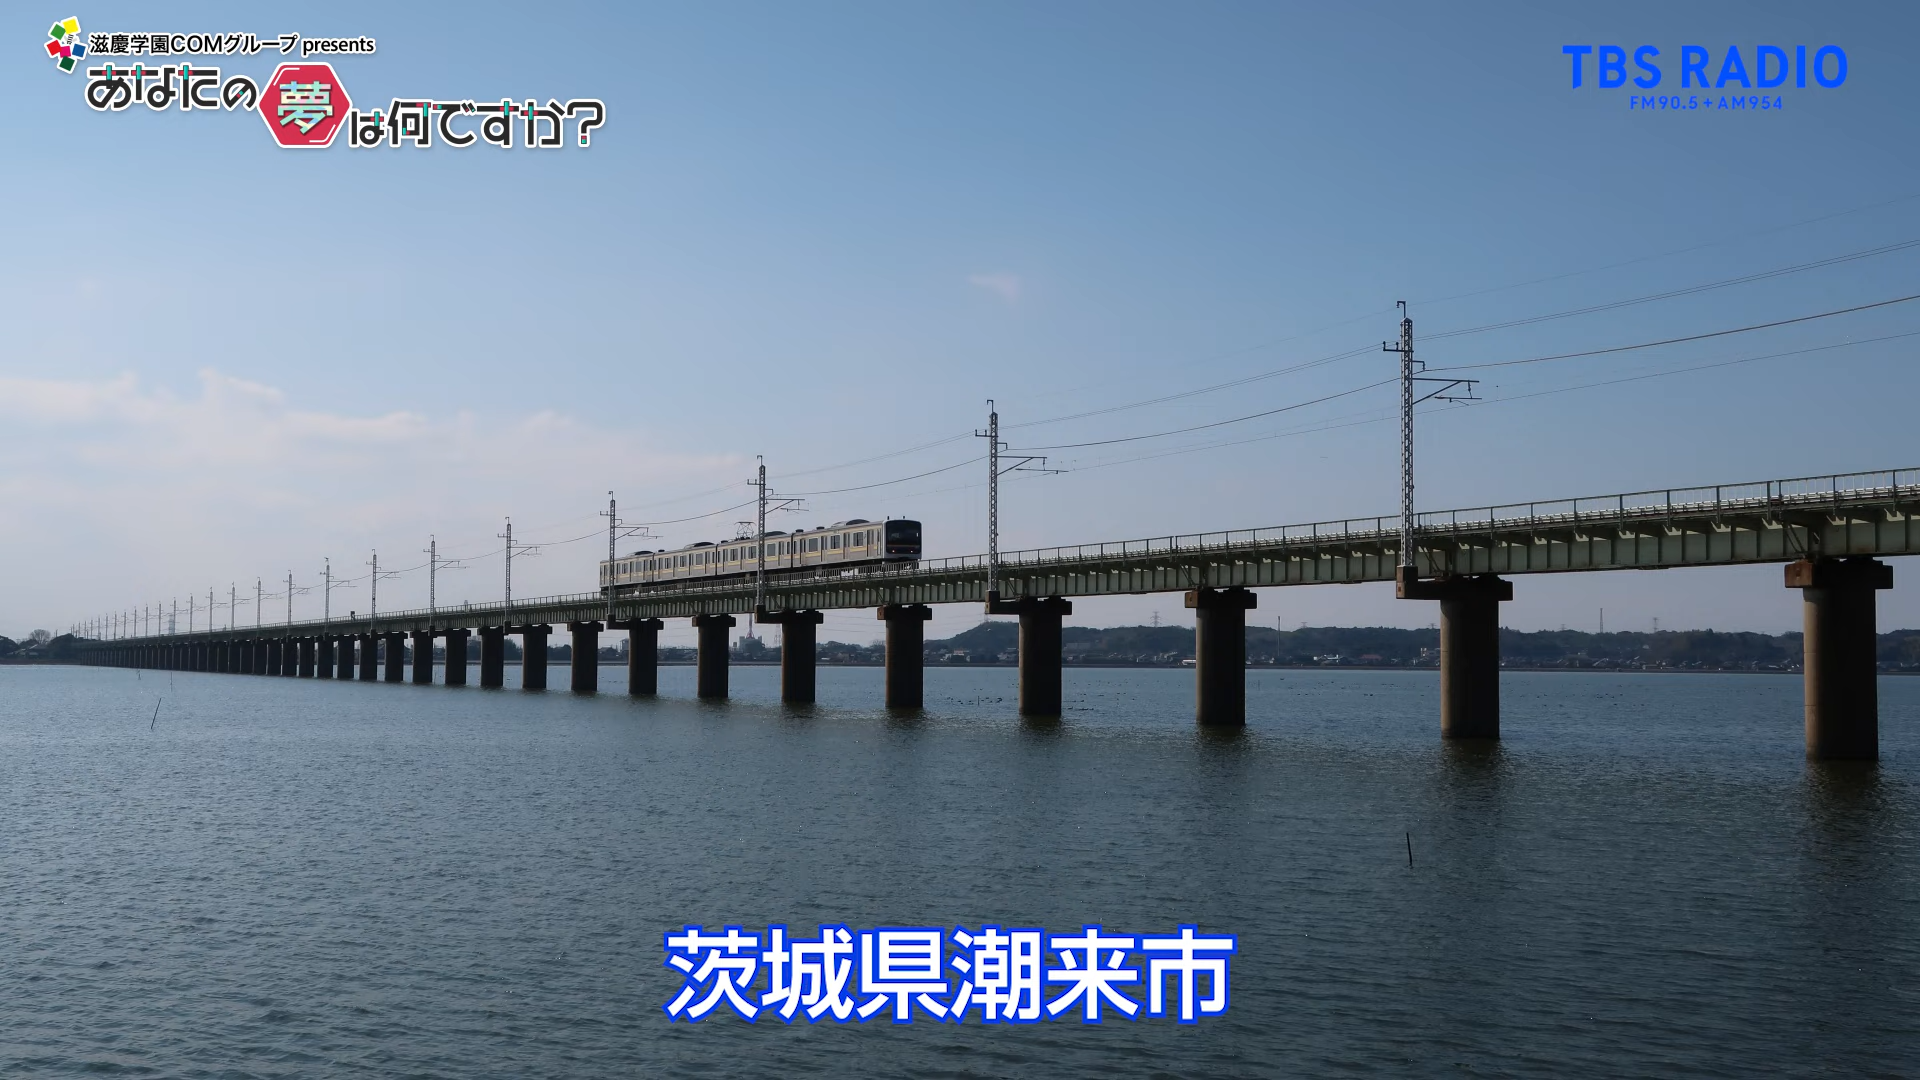 滋慶学園COMグループ presents
あなたの夢は何ですか?
TBS RADIO
FM90.5+AM954
茨城県潮来市